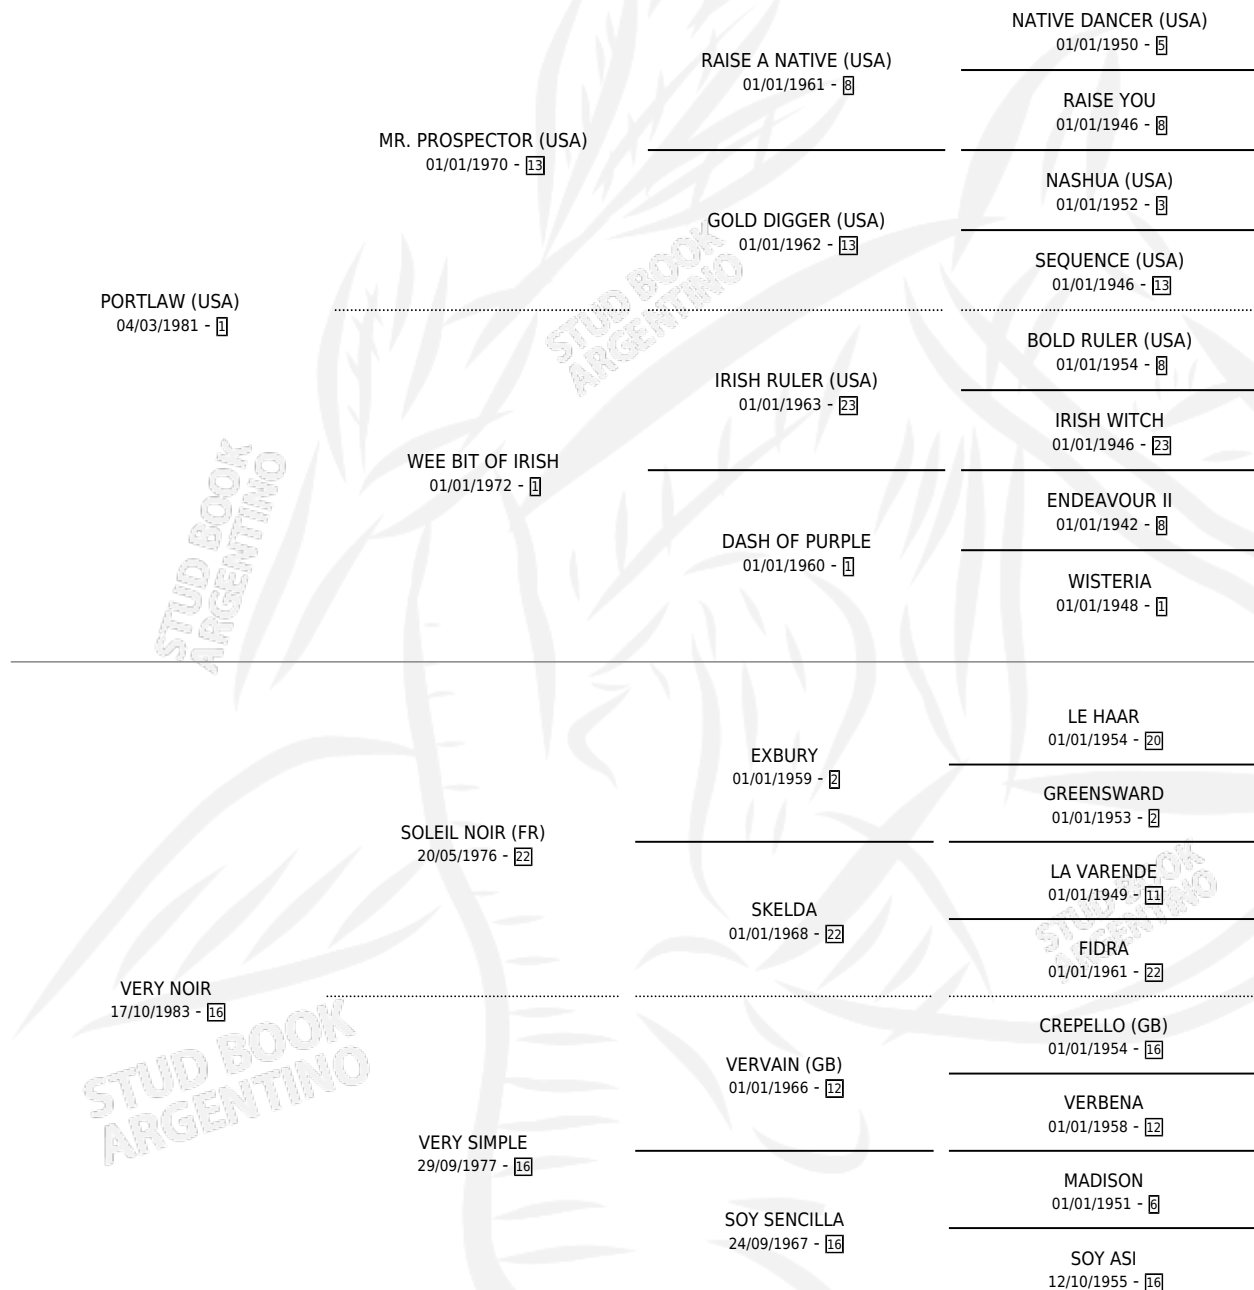 NATIVE DANCER (USA)
01/01/1950 - 5
RAISE A NATIVE (USA)
01/01/1961 - 8
RAISE YOU
01/01/1946 - 8
MR. PROSPECTOR (USA)
01/01/1970 - 13
NASHUA (USA)
01/01/1952 - 3
GOLD DIGGER (USA)
01/01/1962 - 13
SEQUENCE (USA)
01/01/1946 - 13
PORTLAW (USA)
04/03/1981 - 1
BOLD RULER (USA)
01/01/1954 - 8
IRISH RULER (USA)
01/01/1963 - 23
IRISH WITCH
01/01/1946 - 23
WEE BIT OF IRISH
01/01/1972 - 1
ENDEAVOUR II
01/01/1942 - 8
DASH OF PURPLE
01/01/1960 - 1
WISTERIA
01/01/1948 - 1
LE HAAR
01/01/1954 - 20
EXBURY
01/01/1959 - 2
GREENSWARD
01/01/1953 - 2
SOLEIL NOIR (FR)
20/05/1976 - 22
LA VARENDE
01/01/1949 - 11
SKELDA
01/01/1968 - 22
FIDRA
01/01/1961 - 22
VERY NOIR
17/10/1983 - 16
CREPELLO (GB)
01/01/1954 - 16
VERVAIN (GB)
01/01/1966 - 12
VERBENA
01/01/1958 - 12
VERY SIMPLE
29/09/1977 - 16
MADISON
01/01/1951 - 6
SOY SENCILLA
24/09/1967 - 16
SOY ASI
12/10/1955 - 16
STUD BOOK
ARGENTINO
STUD BOOK
ARGENTINO
STUD BOOK
ARGENTINO
STUD BOOK
ARGENTINO